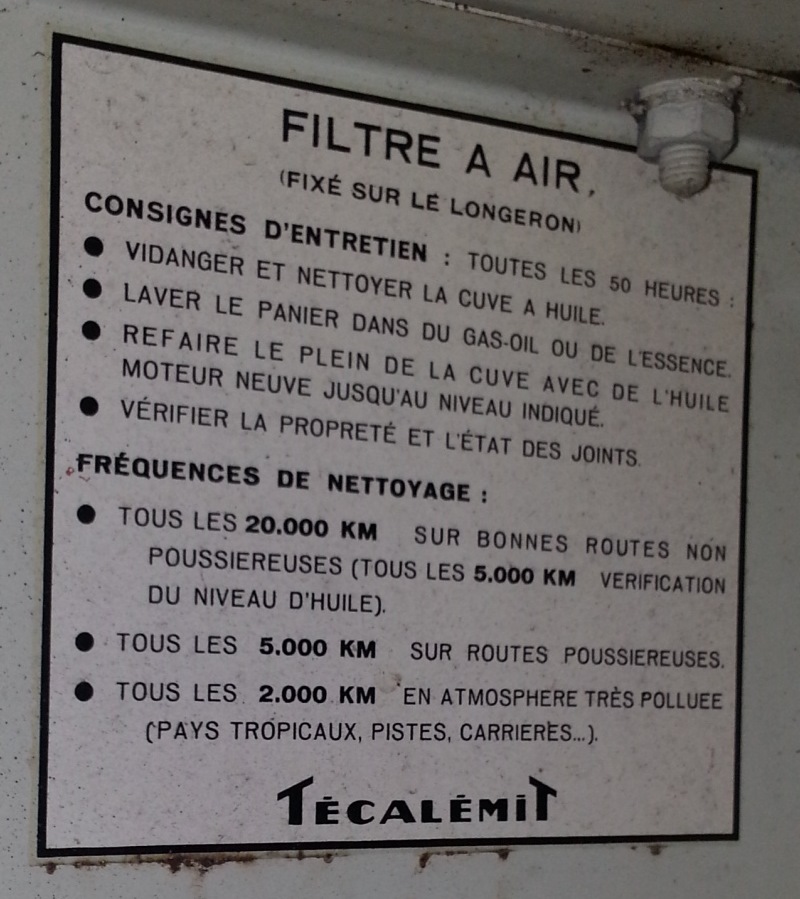 FILTRE A AIR.
(FIXÉ SUR LE LONGERON)
CONSIGNES D'ENTRETIEN : TOUTES LES 50 HEURES :
● VIDANGER ET NETTOYER LA CUVE A HUILE.
● LAVER LE PANIER DANS DU GAS-OIL OU DE L'ESSENCE.
● REFAIRE LE PLEIN DE LA CUVE AVEC DE L'HUILE
MOTEUR NEUVE JUSQU'AU NIVEAU INDIQUÉ.
● VÉRIFIER LA PROPRETÉ ET L'ÉTAT DES JOINTS.
FRÉQUENCES DE NETTOYAGE :
● TOUS LES 20.000 KM SUR BONNES ROUTES NON
POUSSIEREUSES (TOUS LES 5.000 KM VERIFICATION
DU NIVEAU D'HUILE).
● TOUS LES 5.000 KM SUR ROUTES POUSSIEREUSES.
● TOUS LES 2.000 KM EN ATMOSPHERE TRÈS POLLUEE
(PAYS TROPICAUX, PISTES, CARRIERES...).
TÉCALÉMIT